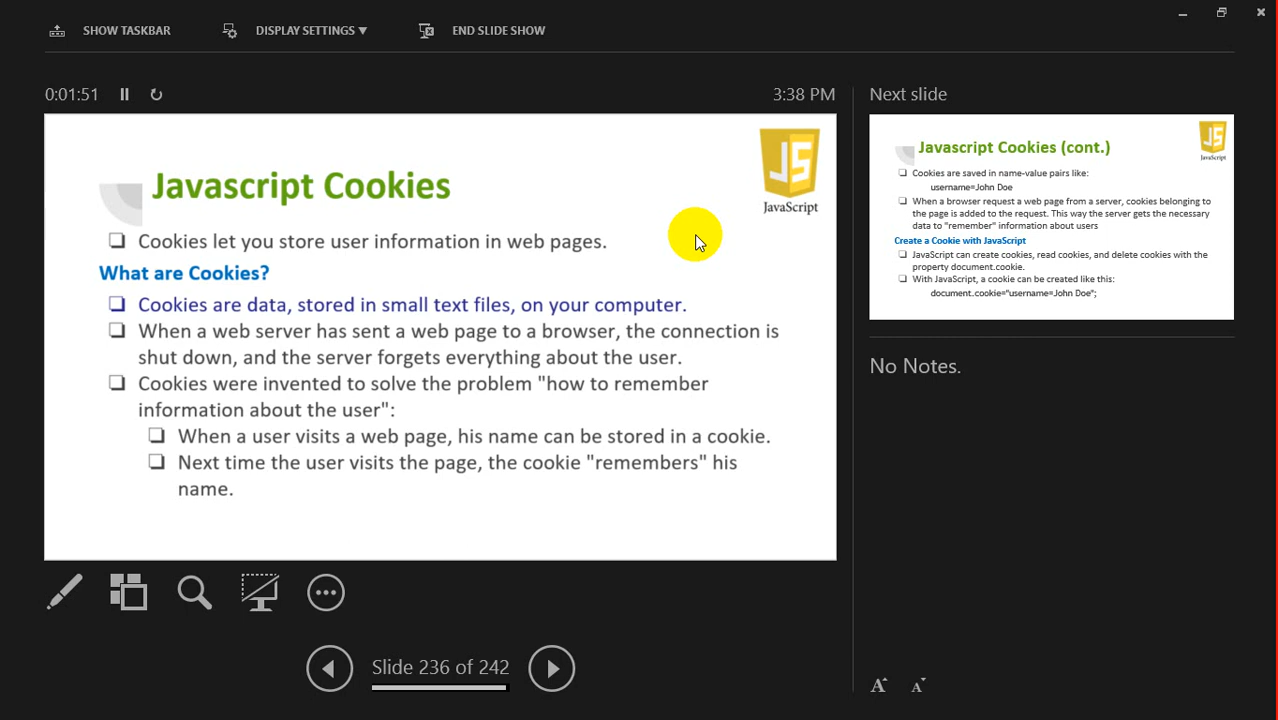 SHOW TASKBAR
DISPLAY SETTINGS ▼
END SLIDE SHOW
0:01:51
3:38 PM
JS
JavaScript
Javascript Cookies
❑ Cookies let you store user information in web pages.
What are Cookies?
❑ Cookies are data, stored in small text files, on your computer.
❑ When a web server has sent a web page to a browser, the connection is
shut down, and the server forgets everything about the user.
❑ Cookies were invented to solve the problem "how to remember
information about the user":
❑ When a user visits a web page, his name can be stored in a cookie.
❑ Next time the user visits the page, the cookie "remembers" his
name.
Slide 236 of 242
Next slide
JS
JavaScript
Javascript Cookies (cont.)
❑ Cookies are saved in name-value pairs like:
username=John Doe
❑ When a browser request a web page from a server, cookies belonging to
the page is added to the request. This way the server gets the necessary
data to "remember" information about users
Create a Cookie with JavaScript
❑ JavaScript can create cookies, read cookies, and delete cookies with the
property document.cookie.
❑ With JavaScript, a cookie can be created like this:
document.cookie="username=John Doe";
No Notes.
A A